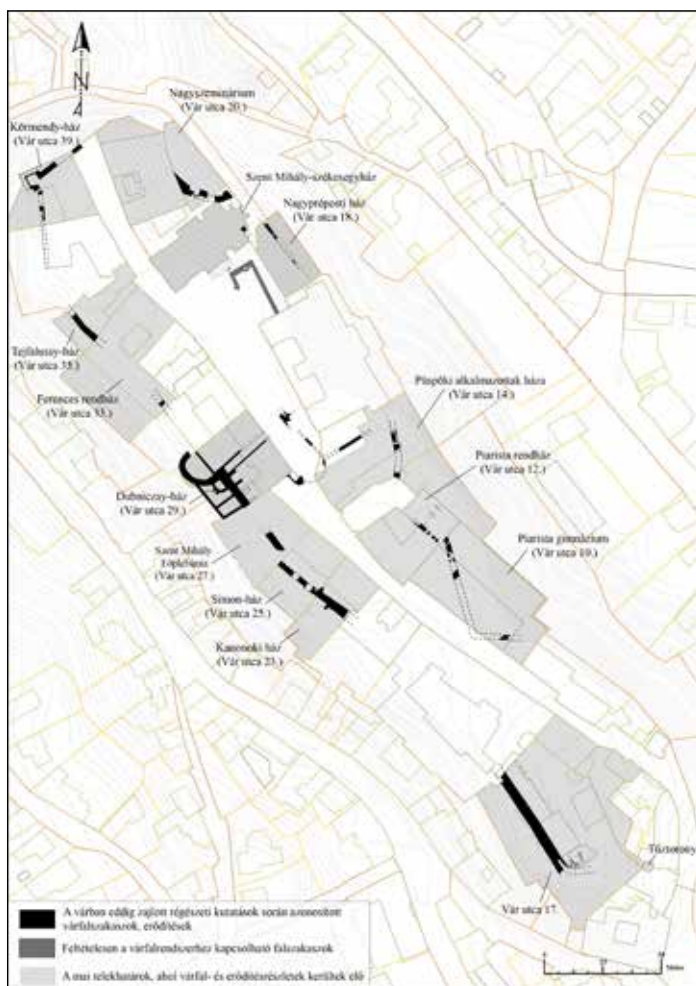 N
Nagyszeminárium
(Vár utca 20.)
Körmendy-ház
(Vár utca 39.)
Szent Mihály-székesegyház
Nagypréposti ház
(Vár utca 18.)
Tejfalussy-ház
(Vár utca 35.)
Ferences rendház
(Vár utca 33.)
Püspöki alkalmazottak háza
(Vár utca 14.)
Piarista rendház
(Vár utca 12.)
Dubniczay-ház
(Vár utca 29.)
Piarista gimnázium
(Vár utca 10.)
Szent Mihály
Főplébánia
(Vár utca 27.)
Simon-ház
(Vár utca 25.)
Kanonoki ház
(Vár utca 23.)
Tűztorony
Vár utca 17.
A várban eddig zajlott régészeti kutatások során azonosított
várfalszakaszok, erődítések
Feltételesen a várfalrendszerhez kapcsolható falszakaszok
A mai telekhatárok, ahol várfal- és erődítésrészletek kerültek elő